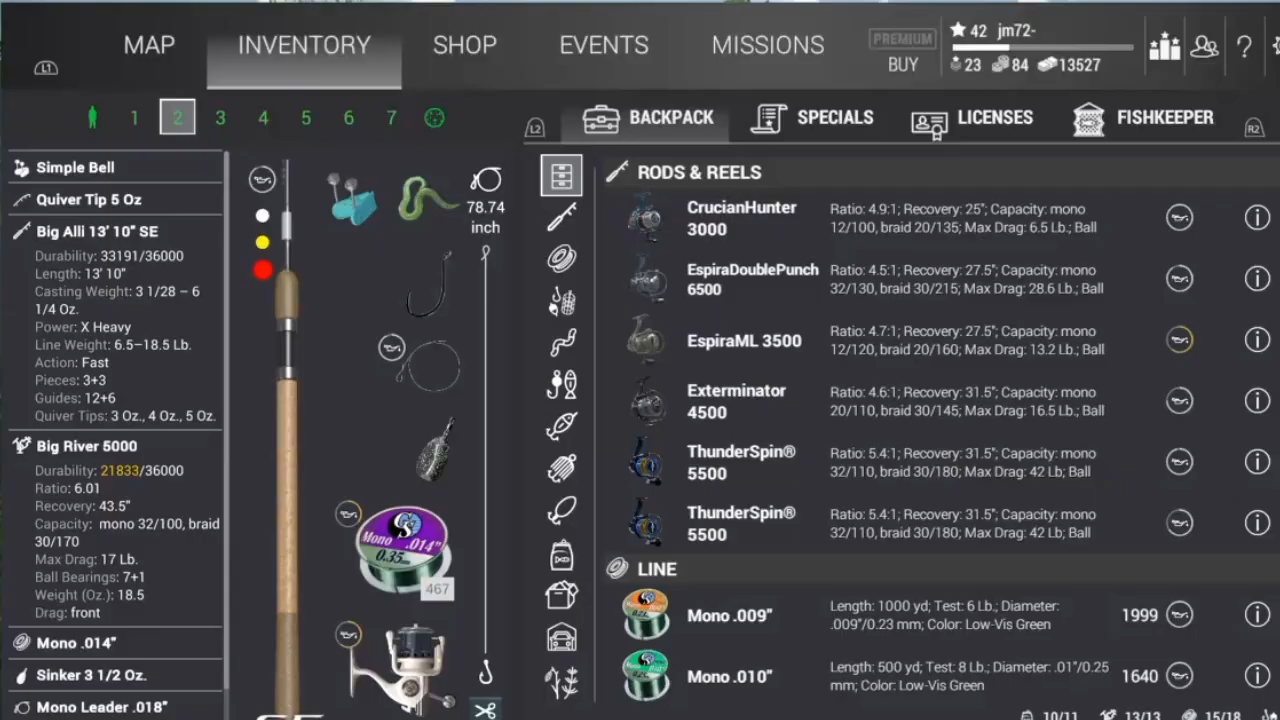 MAP INVENTORY SHOP EVENTS MISSIONS
PREMIUM
BUY
42 jm72-
23 84 13527
?
L1
1 2 3 4 5 6 7
L2 BACKPACK SPECIALS LICENSES FISHKEEPER R2
Simple Bell
Quiver Tip 5 Oz
Big Alli 13' 10" SE
Durability: 33191/36000
Length: 13' 10"
Casting Weight: 3 1/28 – 6
1/4 Oz.
Power: X Heavy
Line Weight: 6.5–18.5 Lb.
Action: Fast
Pieces: 3+3
Guides: 12+6
Quiver Tips: 3 Oz., 4 Oz., 5 Oz.
Big River 5000
Durability: 21833/36000
Ratio: 6.01
Recovery: 43.5"
Capacity: mono 32/100, braid
30/170
Max Drag: 17 Lb.
Ball Bearings: 7+1
Weight (Oz.): 18.5
Drag: front
Mono .014"
Sinker 3 1/2 Oz.
Mono Leader .018"
78.74
inch
Mono .014"
0.35mm
467
RODS & REELS
CrucianHunter
3000
Ratio: 4.9:1; Recovery: 25"; Capacity: mono
12/100, braid 20/135; Max Drag: 6.5 Lb.; Ball
EspiraDoublePunch
6500
Ratio: 4.5:1; Recovery: 27.5"; Capacity: mono
32/130, braid 30/215; Max Drag: 28.6 Lb.; Ball
EspiraML 3500
Ratio: 4.7:1; Recovery: 27.5"; Capacity: mono
12/120, braid 20/160; Max Drag: 13.2 Lb.; Ball
Exterminator
4500
Ratio: 4.6:1; Recovery: 31.5"; Capacity: mono
20/110, braid 30/145; Max Drag: 16.5 Lb.; Ball
ThunderSpin®
5500
Ratio: 5.4:1; Recovery: 31.5"; Capacity: mono
32/110, braid 30/180; Max Drag: 42 Lb; Ball
ThunderSpin®
5500
Ratio: 5.4:1; Recovery: 31.5"; Capacity: mono
32/110, braid 30/180; Max Drag: 42 Lb; Ball
LINE
Mono .009"
Length: 1000 yd; Test: 6 Lb.; Diameter:
.009"/0.23 mm; Color: Low-Vis Green
1999
Mono .010"
Length: 500 yd; Test: 8 Lb.; Diameter: .01"/0.25
mm; Color: Low-Vis Green
1640
10/11 13/13 15/18